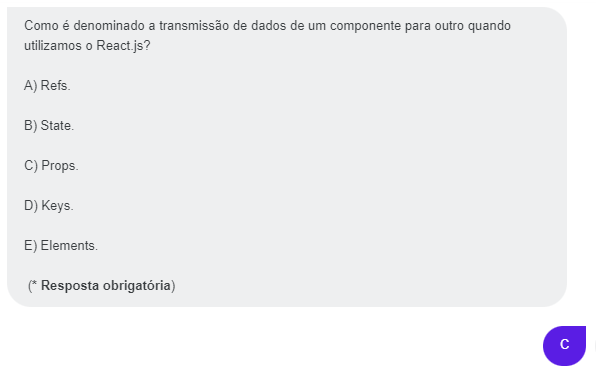 Como é denominado a transmissão de dados de um componente para outro quando
utilizamos o React.js?
A) Refs.
B) State.
C) Props.
D) Keys.
E) Elements.
(* Resposta obrigatória)
C